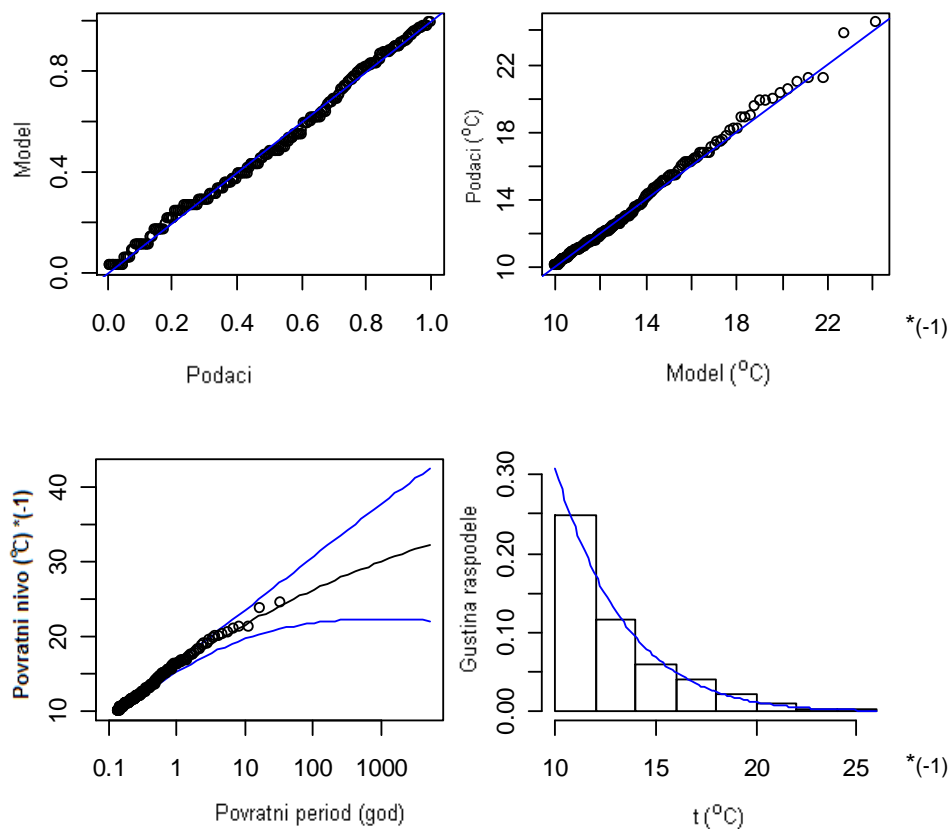 Model
0.0 0.4 0.8
0.0 0.2 0.4 0.6 0.8 1.0
Podaci
Podaci (°C)
10 14 18 22
10 14 18 22 *(-1)
Model (°C)
Povratni nivo (°C) *(-1)
10 20 30 40
0.1 1 10 100 1000
Povratni period (god)
Gustina raspodele
0.00 0.10 0.20 0.30
10 15 20 25 *(-1)
t (°C)